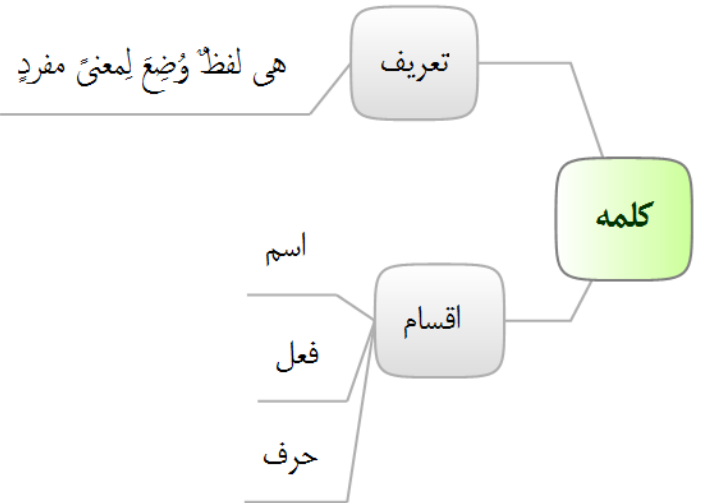 کلمه
تعریف
هی لفظٌ وُضِعَ لِمعنیً مفردٍ
اقسام
اسم
فعل
حرف